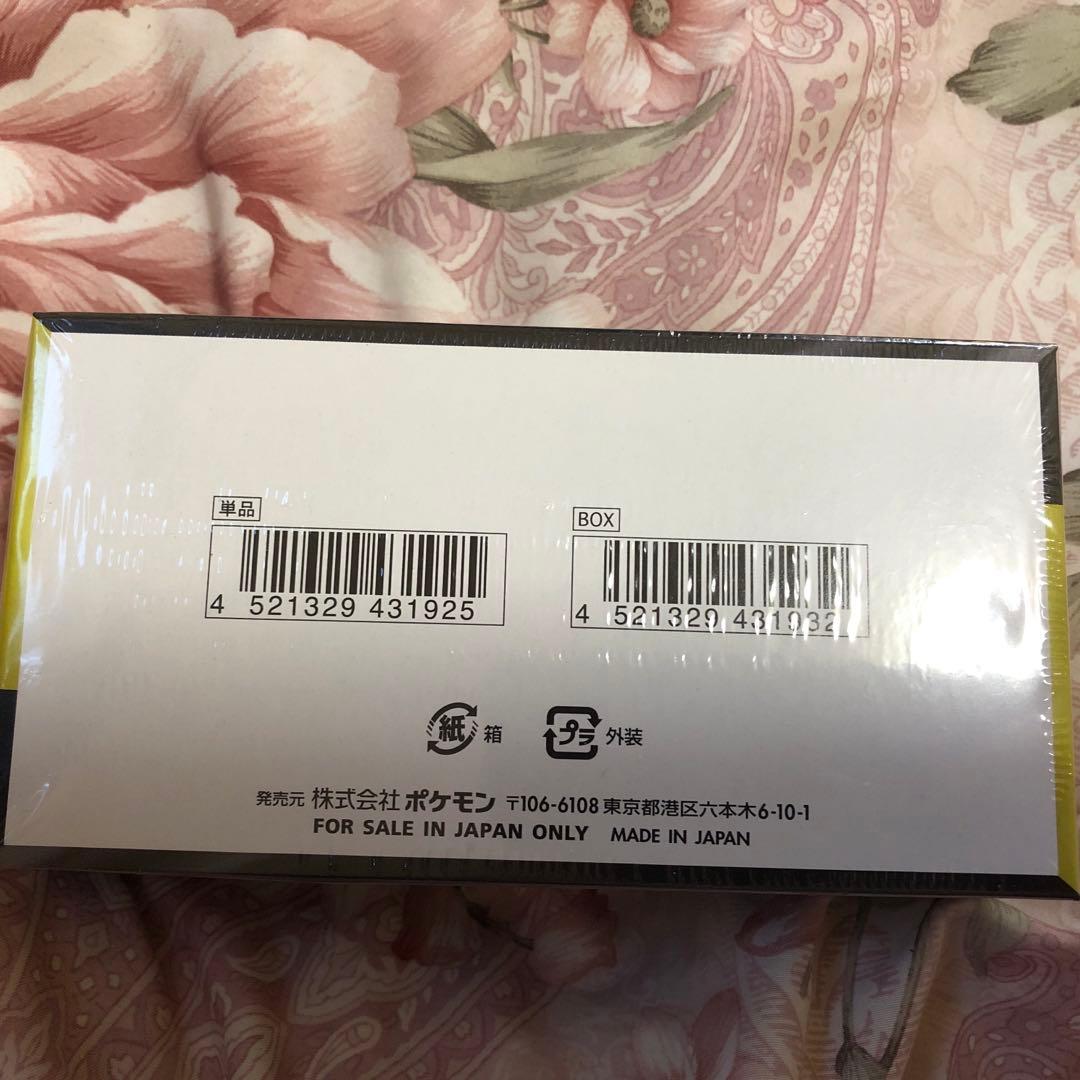 単品
BOX
4 521329 431925
4 521329 431932
紙 箱
プラ 外装
発売元 株式会社 ポケモン 〒106-6108 東京都港区六本木6-10-1
FOR SALE IN JAPAN ONLY MADE IN JAPAN